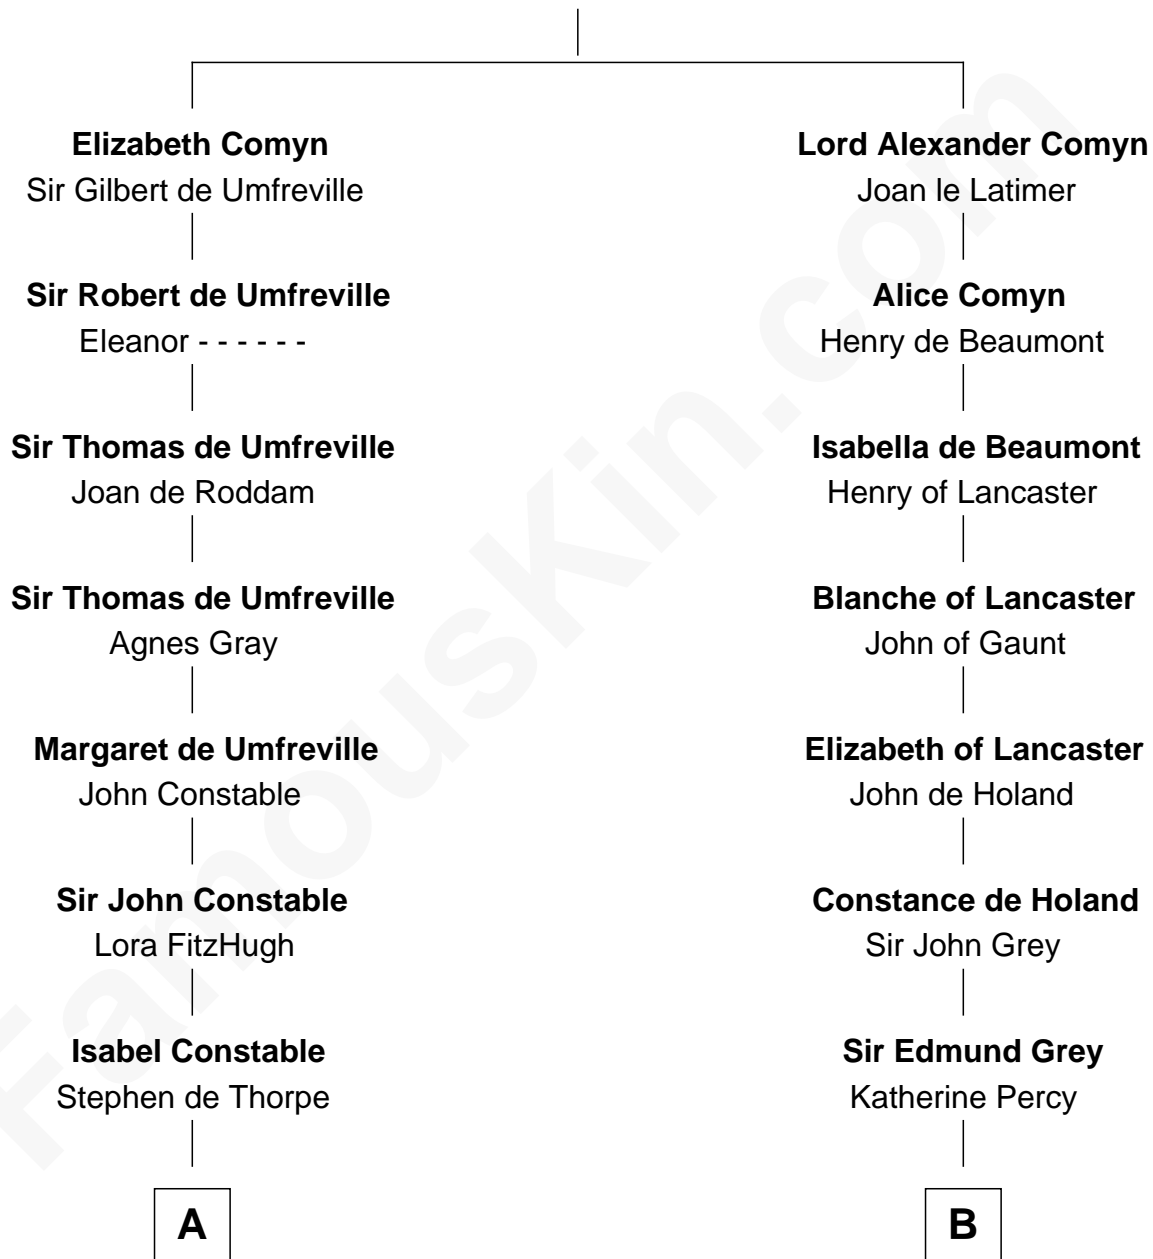 Elizabeth Comyn
Sir Gilbert de Umfreville
Lord Alexander Comyn
Joan le Latimer
Sir Robert de Umfreville
Eleanor - - - - - -
Alice Comyn
Henry de Beaumont
Sir Thomas de Umfreville
Joan de Roddam
Isabella de Beaumont
Henry of Lancaster
Sir Thomas de Umfreville
Agnes Gray
Blanche of Lancaster
John of Gaunt
Margaret de Umfreville
John Constable
Elizabeth of Lancaster
John de Holand
Sir John Constable
Lora FitzHugh
Constance de Holand
Sir John Grey
Isabel Constable
Stephen de Thorpe
Sir Edmund Grey
Katherine Percy
A
B
FamousKin.com